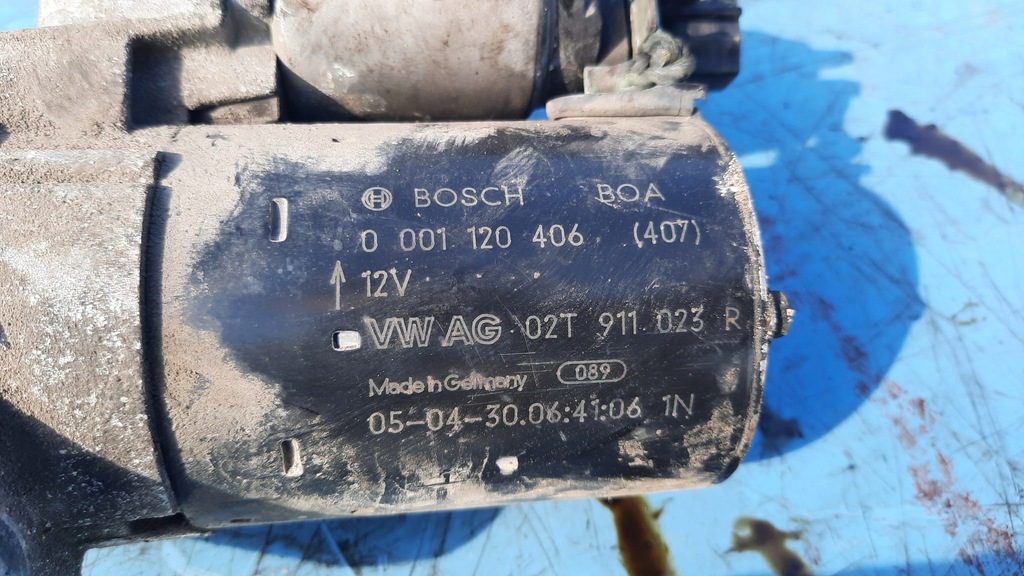 BOSCH BOA
0 001 120 406 (407)
12V
VW AG 02T 911 023 R
Made in Germany 089
05-04-30.06:41:06 1N